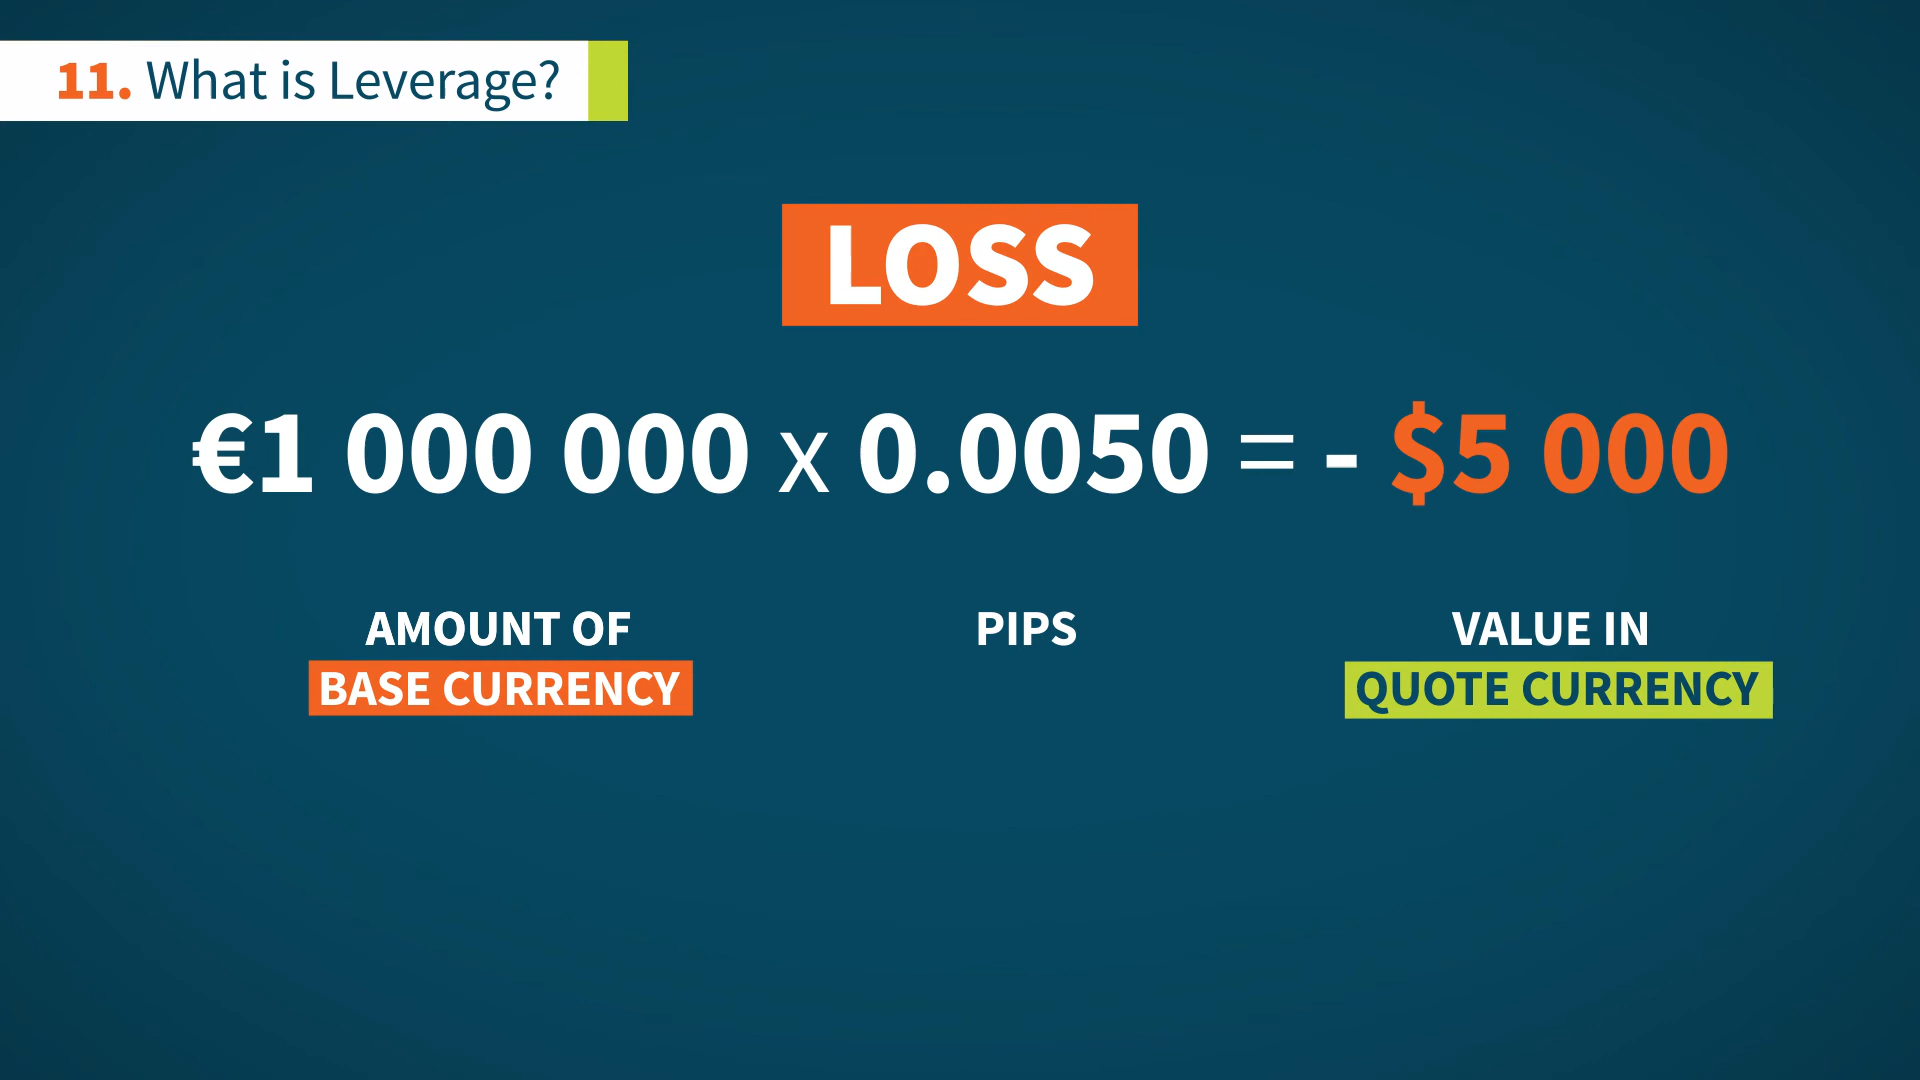 11. What is Leverage?
LOSS
€1 000 000 x 0.0050 = - $5 000
AMOUNT OF
BASE CURRENCY
PIPS
VALUE IN
QUOTE CURRENCY